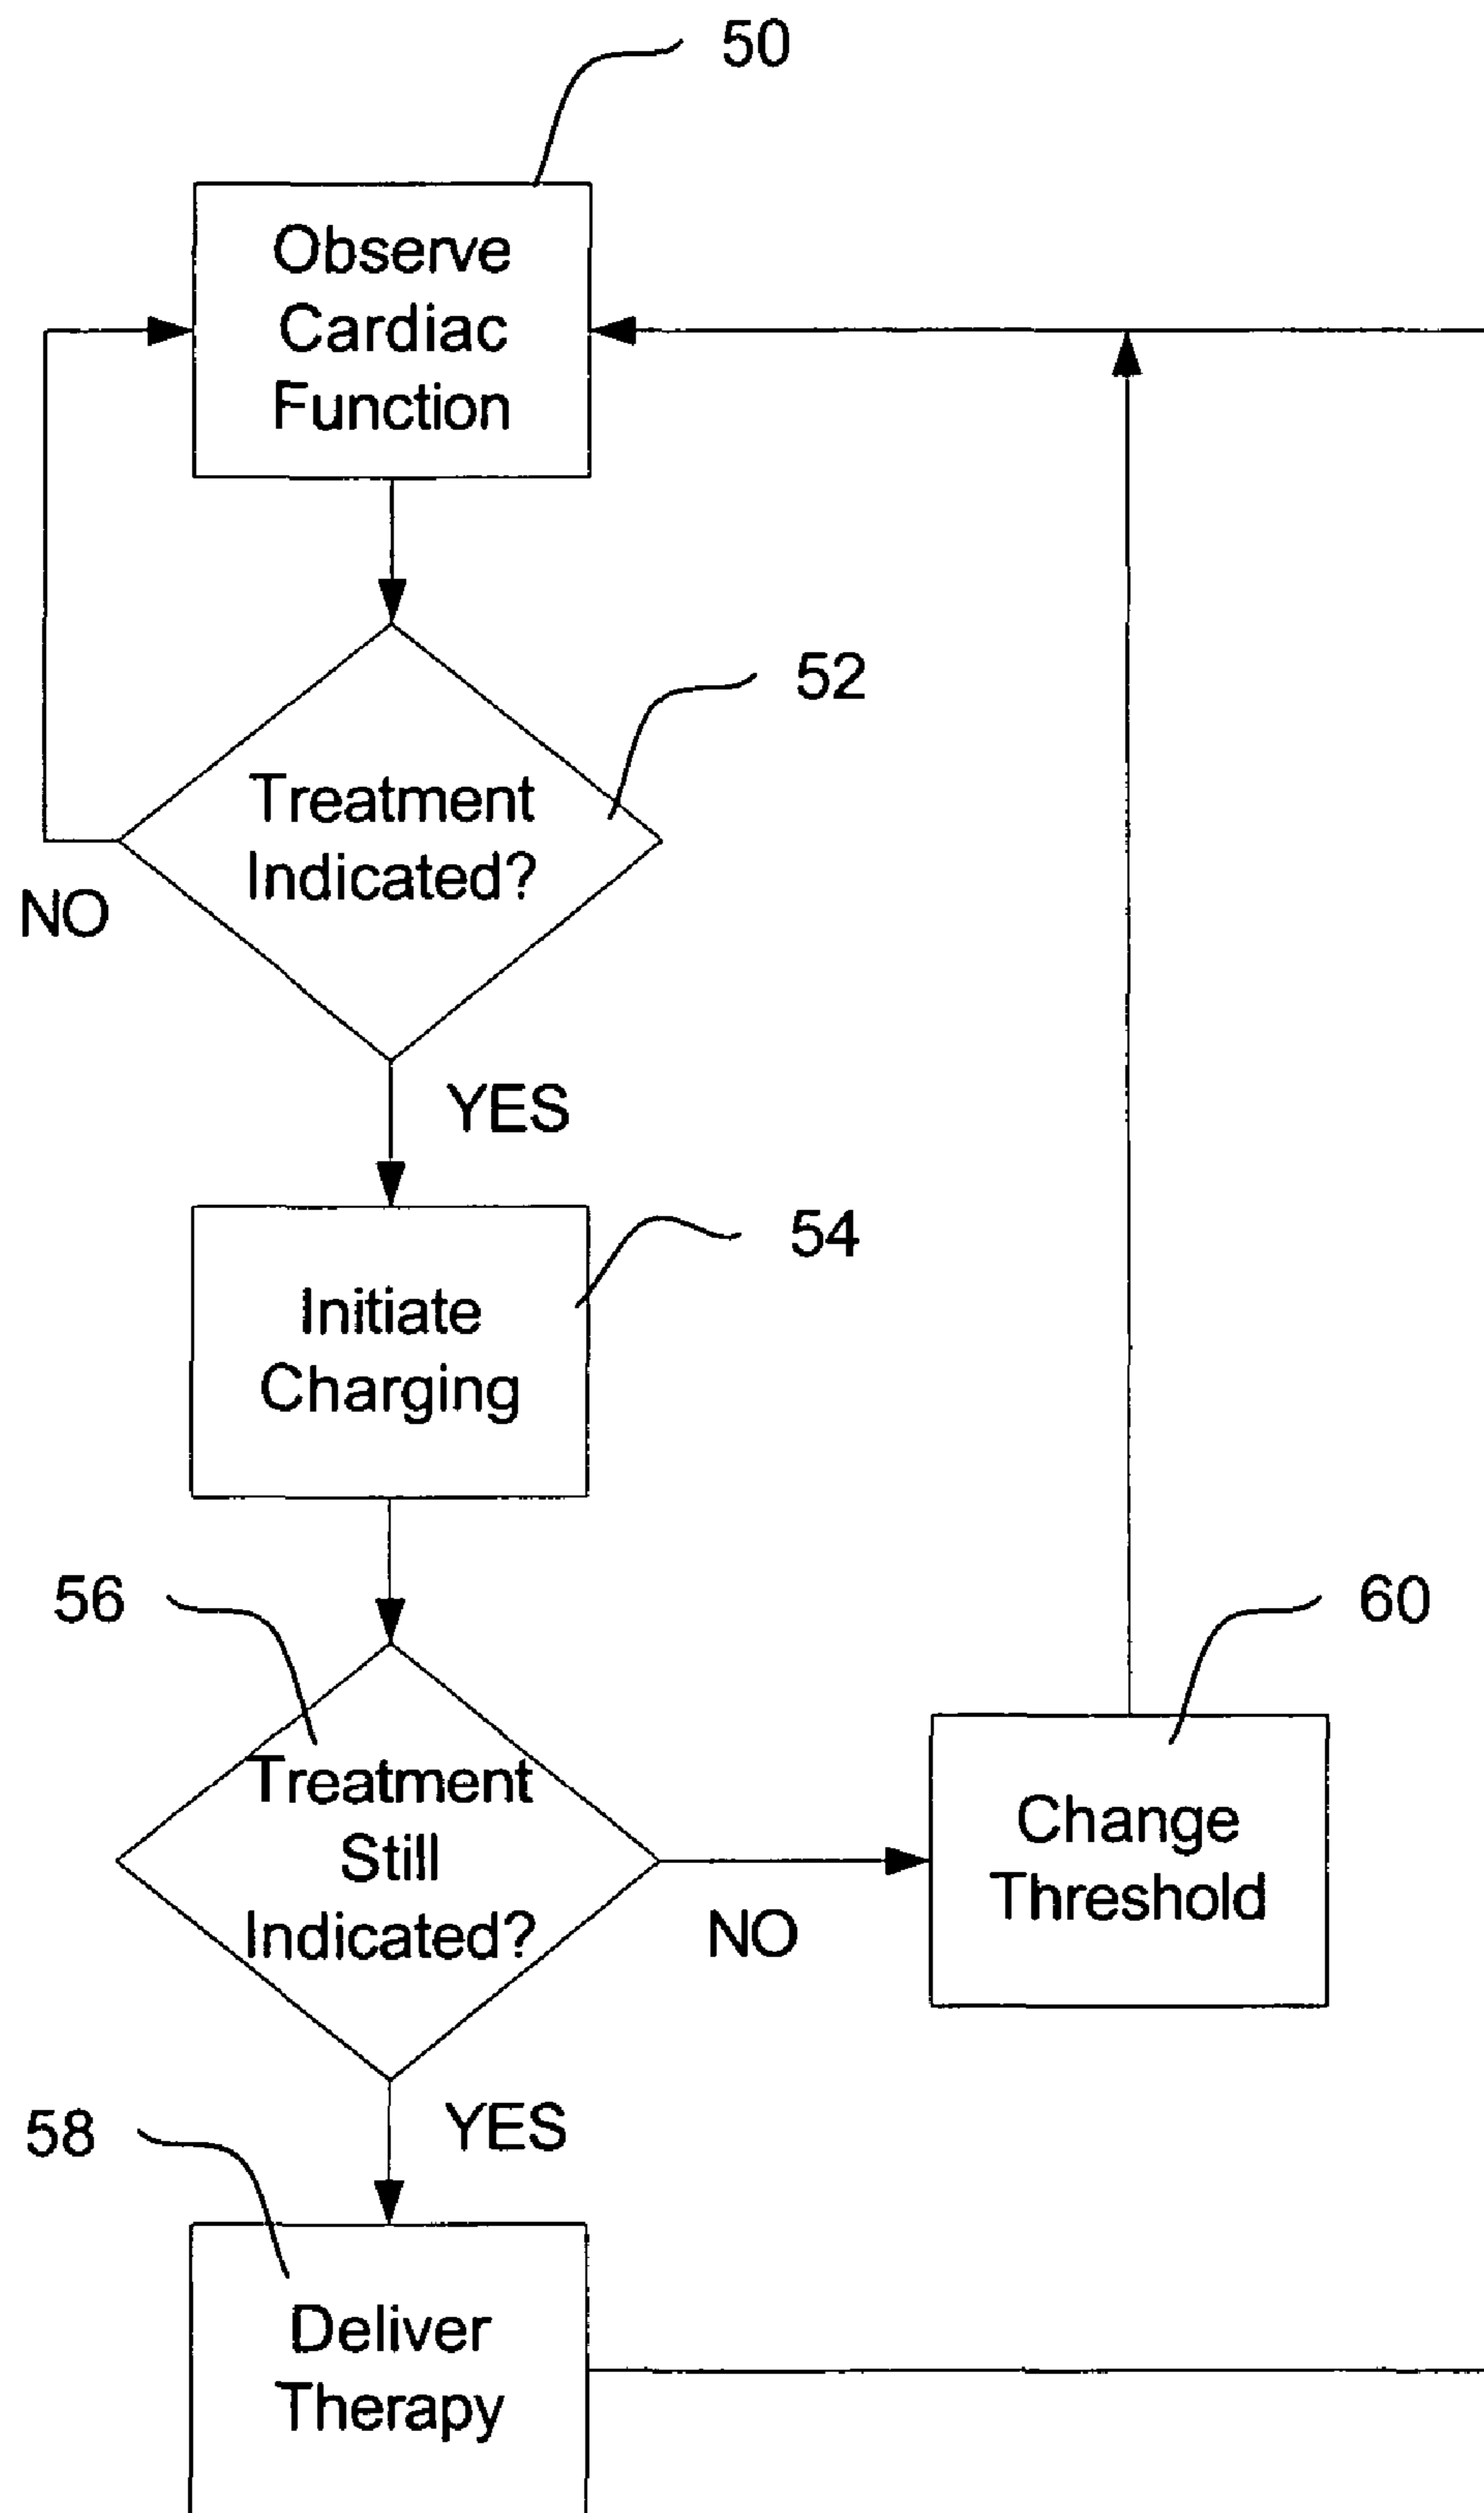 50
Observe
Cardiac
Function
52
Treatment
Indicated?
NO
YES
54
Initiate
Charging
56
60
Treatment
Still
Indicated?
Change
Threshold
NO
YES
58
Deliver
Therapy